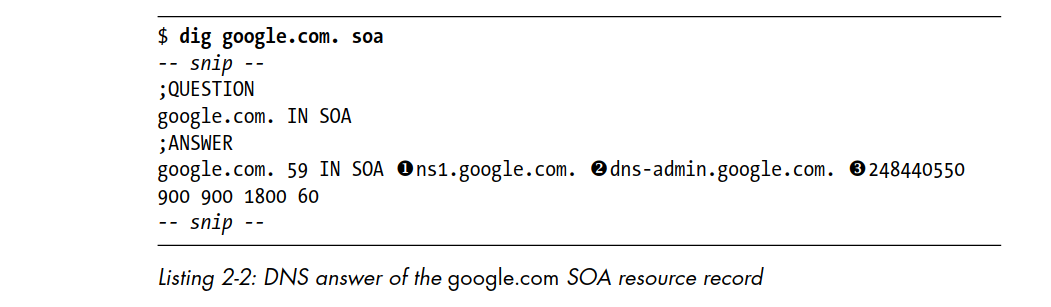 $ dig google.com. soa
-- snip --
;QUESTION
google.com. IN SOA
;ANSWER
google.com. 59 IN SOA ❶ns1.google.com. ❷dns-admin.google.com. ❸248440550
900 900 1800 60
-- snip --
Listing 2-2: DNS answer of the google.com SOA resource record